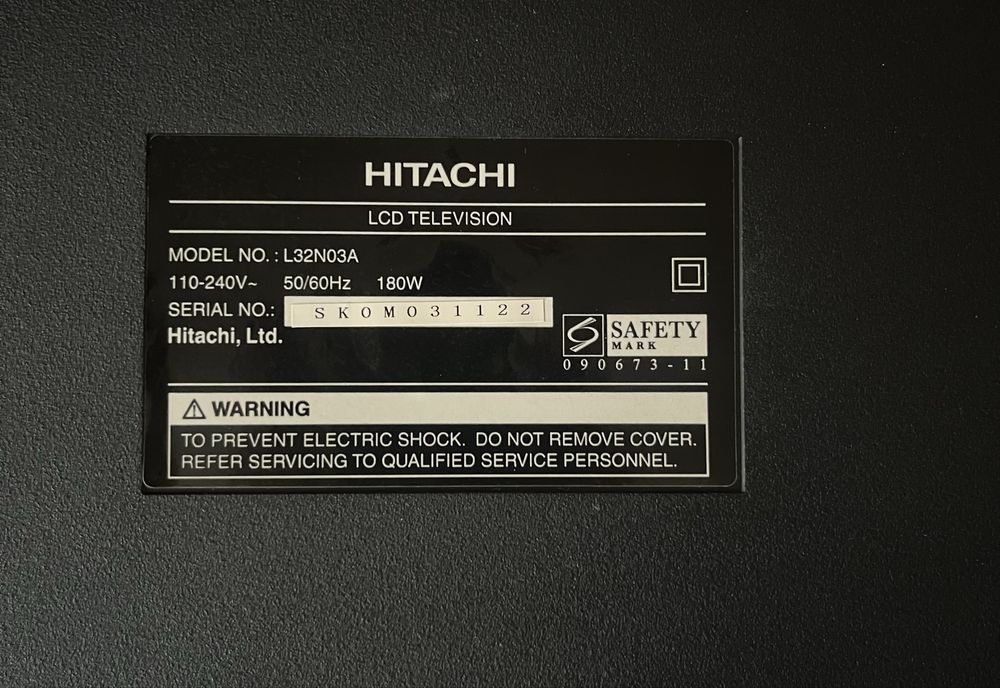 HITACHI
LCD TELEVISION
MODEL NO. : L32N03A
110-240V~ 50/60Hz 180W
SERIAL NO.: SK0M031122
Hitachi, Ltd.
SAFETY
MARK
090673-11
⚠ WARNING
TO PREVENT ELECTRIC SHOCK. DO NOT REMOVE COVER.
REFER SERVICING TO QUALIFIED SERVICE PERSONNEL.